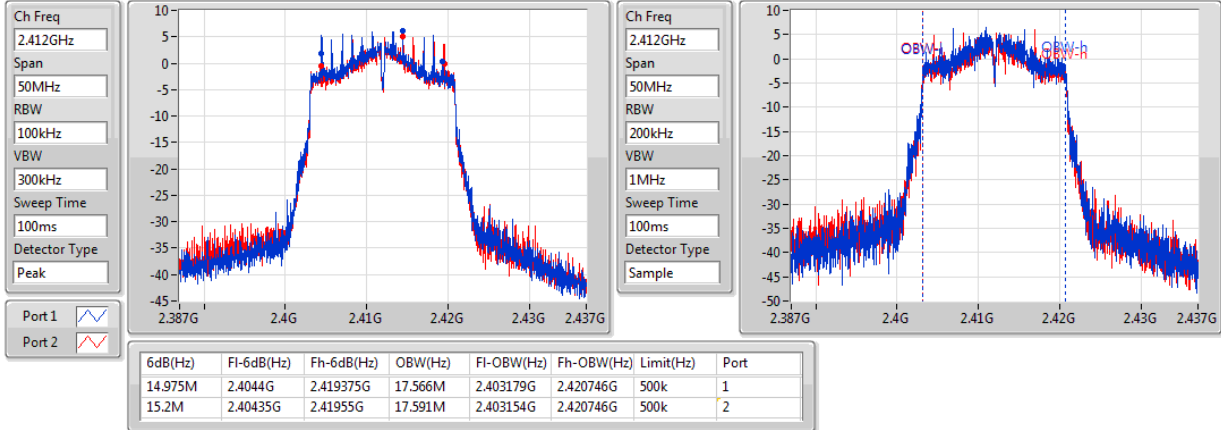 Ch Freq
2.412GHz
Span
50MHz
RBW
100kHz
VBW
300kHz
Sweep Time
100ms
Detector Type
Peak
Port 1
Port 2
10
5
0
-5
-10
-15
-20
-25
-30
-35
-40
-45
2.387G 2.4G 2.41G 2.42G 2.43G 2.437G
Ch Freq
2.412GHz
Span
50MHz
RBW
200kHz
VBW
1MHz
Sweep Time
100ms
Detector Type
Sample
10
5
0
-5
-10
-15
-20
-25
-30
-35
-40
-45
-50
OBW-l OBW-h
OBW-h
2.387G 2.4G 2.41G 2.42G 2.43G 2.437G
6dB(Hz) Fl-6dB(Hz) Fh-6dB(Hz) OBW(Hz) Fl-OBW(Hz) Fh-OBW(Hz) Limit(Hz) Port
14.975M 2.4044G 2.419375G 17.566M 2.403179G 2.420746G 500k 1
15.2M 2.40435G 2.41955G 17.591M 2.403154G 2.420746G 500k 2